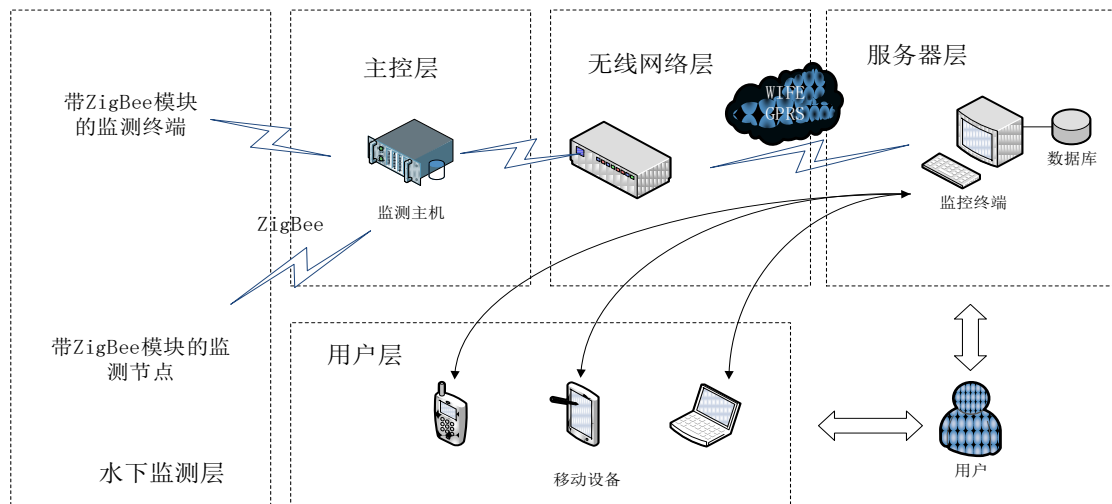 带ZigBee模块
的监测终端
ZigBee
带ZigBee模块的监
测节点
水下监测层
主控层
监测主机
无线网络层
WIFE
GPRS
服务器层
数据库
监控终端
用户层
移动设备
用户